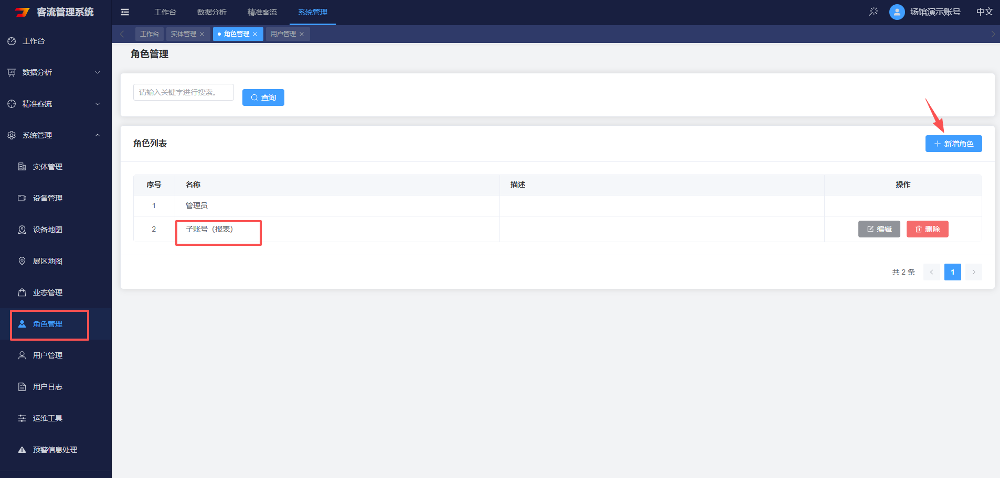 客流管理系统
工作台 数据分析 精准客流 系统管理
场馆演示账号 中文
工作台 实体管理 角色管理 用户管理
工作台
数据分析
精准客流
系统管理
实体管理
设备管理
设备地图
展区地图
业态管理
角色管理
用户管理
用户日志
运维工具
预警信息处理
角色管理
请输入关键字进行搜索。 查询
角色列表 新增角色
序号 名称 描述 操作
1 管理员
2 子账号（报表） 编辑 删除
共 2 条 1